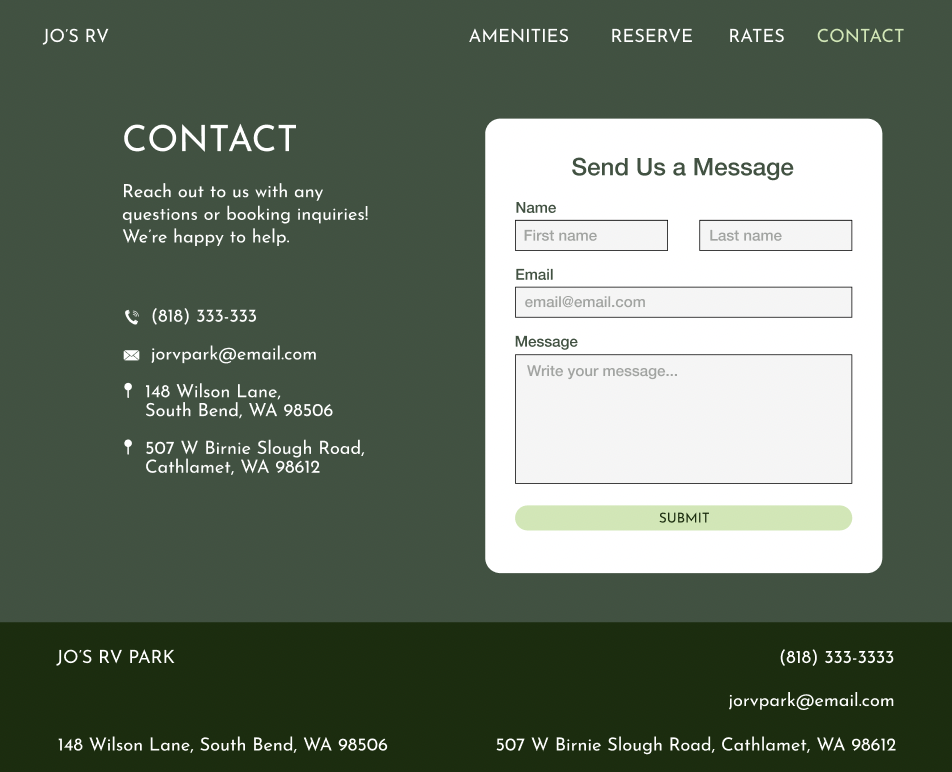 JO'S RV
AMENITIES RESERVE RATES CONTACT
CONTACT
Reach out to us with any
questions or booking inquiries!
We're happy to help.
(818) 333-333
jorvpark@email.com
148 Wilson Lane,
South Bend, WA 98506
507 W Birnie Slough Road,
Cathlamet, WA 98612
Send Us a Message
Name
First name Last name
Email
email@email.com
Message
Write your message...
SUBMIT
JO'S RV PARK
(818) 333-3333
jorvpark@email.com
148 Wilson Lane, South Bend, WA 98506
507 W Birnie Slough Road, Cathlamet, WA 98612